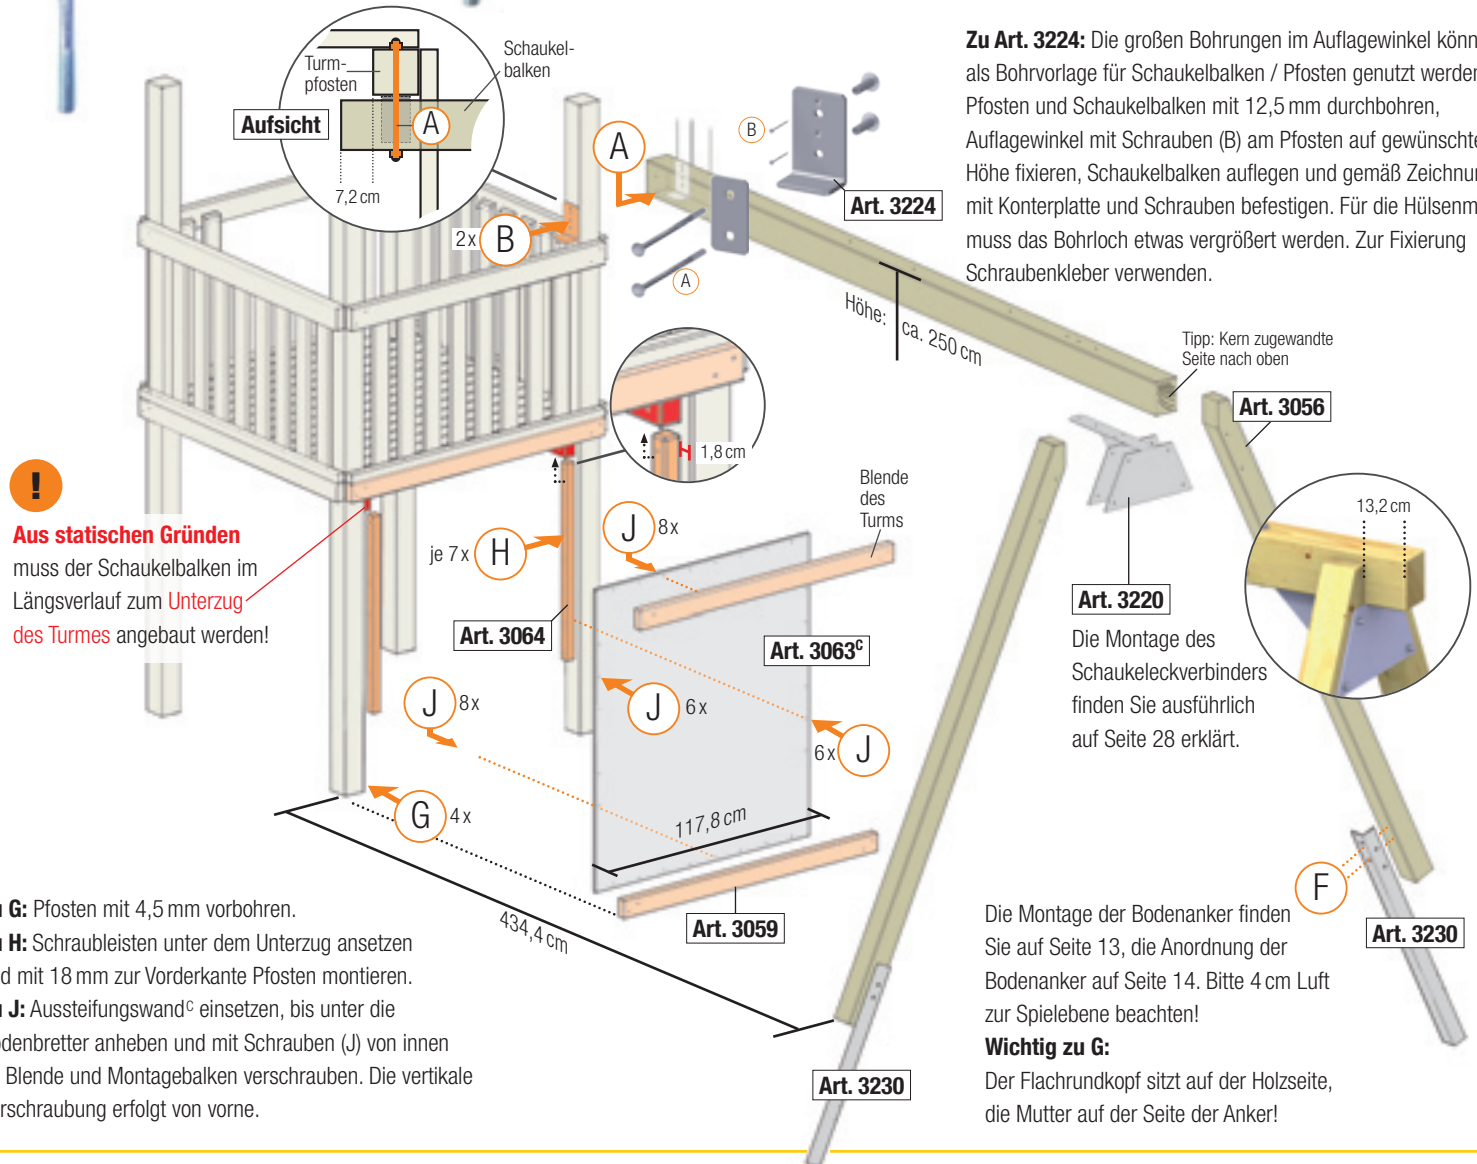 Zu Art. 3224: Die großen Bohrungen im Auflagewinkel
als Bohrvorlage für Schaukelbalken / Pfosten genutzt
Pfosten und Schaukelbalken mit 12,5 mm durchbohren,
Auflagewinkel mit Schrauben (B) am Pfosten auf
Höhe fixieren, Schaukelbalken auflegen und gemäß
mit Konterplatte und Schrauben befestigen. Für die
muss das Bohrloch etwas vergrößert werden. Zur Fixierung
Schraubenkleber verwenden.
Turm-
pfosten
Schaukel-
balken
Aufsicht
A
7,2 cm
2x B
A
B
Art. 3224
A
Höhe: ca. 250 cm
Tipp: Kern zugewandte
Seite nach oben
Art. 3056
1,8 cm
!
Aus statischen Gründen
muss der Schaukelbalken im
Längsverlauf zum Unterzug
des Turmes angebaut werden!
Blende
des
Turms
J 8x
je 7x H
13,2 cm
Art. 3220
Die Montage des
Schaukeleckverbinders
finden Sie ausführlich
auf Seite 28 erklärt.
Art. 3064
Art. 3063c
J 8x
J 6x
6x J
G 4x
117,8 cm
434,4 cm
Art. 3059
F
Art. 3230
G: Pfosten mit 4,5 mm vorbohren.
H: Schraubleisten unter dem Unterzug ansetzen
mit 18 mm zur Vorderkante Pfosten montieren.
J: Aussteifungswandc einsetzen, bis unter die
anheben und mit Schrauben (J) von innen
Blende und Montagebalken verschrauben. Die vertikale
erfolgt von vorne.
Die Montage der Bodenanker finden
Sie auf Seite 13, die Anordnung der
Bodenanker auf Seite 14. Bitte 4 cm Luft
zur Spielebene beachten!
Wichtig zu G:
Der Flachrundkopf sitzt auf der Holzseite,
die Mutter auf der Seite der Anker!
Art. 3230